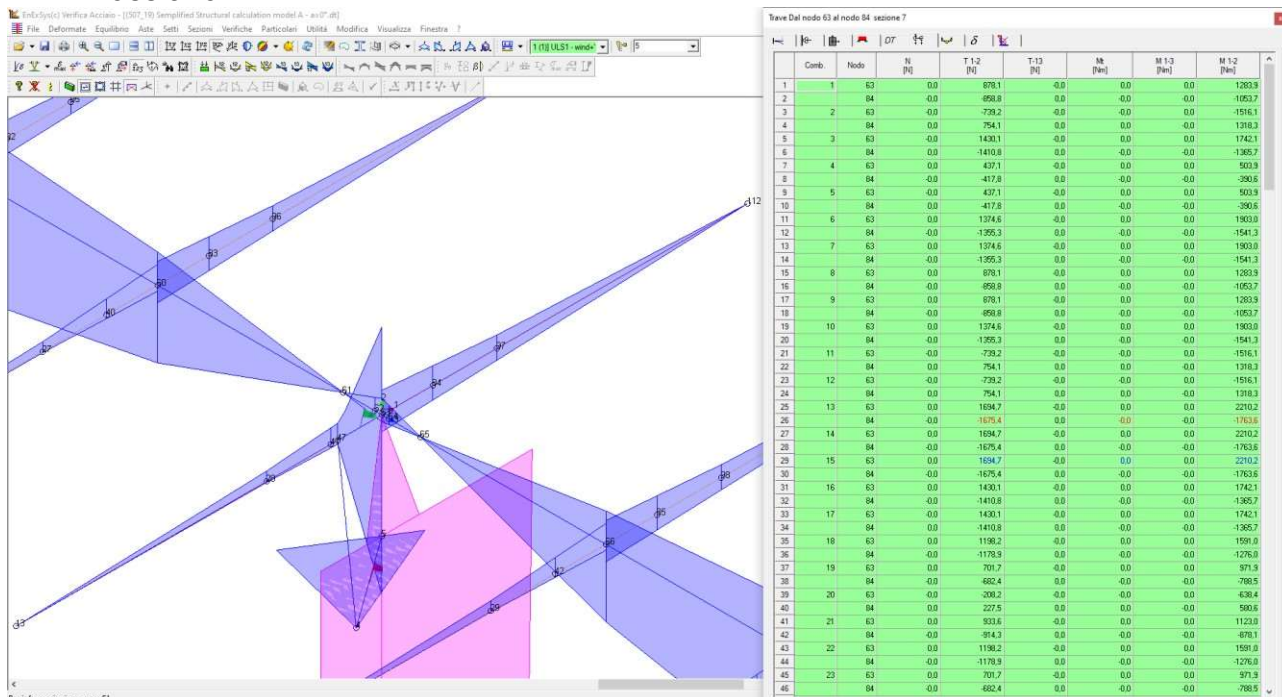 EnExSys(c) Verifica Acciaio - [(507_19) Semplified Structural calculation model A - a=0°.dt]
File Deformate Equilibrio Aste Setti Sezioni Verifiche Particolari Utilità Modifica Visualizza Finestra ?
1 (1)| ULS1 - wind+
5
112
96
93
60
40
97
94
61
2
1
65
47
98
95
66
42
5
13
Trave Dal nodo 63 al nodo 84 sezione 7
DT δ
Comb. Nodo N [N] T 1-2 [N] T-13 [N] Mt [Nm] M 1-3 [Nm] M 1-2 [Nm]
1 1 63 0,0 878,1 -0,0 0,0 0,0 1283,9
2 84 -0,0 -858,8 0,0 -0,0 -0,0 -1053,7
3 2 63 0,0 -739,2 -0,0 0,0 0,0 -1516,1
4 84 -0,0 754,1 0,0 -0,0 -0,0 1318,3
5 3 63 0,0 1430,1 -0,0 0,0 0,0 1742,1
6 84 -0,0 -1410,8 0,0 -0,0 -0,0 -1365,7
7 4 63 0,0 437,1 -0,0 0,0 0,0 503,9
8 84 -0,0 -417,8 0,0 -0,0 -0,0 -390,6
9 5 63 0,0 437,1 -0,0 0,0 0,0 503,9
10 84 -0,0 -417,8 0,0 -0,0 -0,0 -390,6
11 6 63 0,0 1374,6 -0,0 0,0 0,0 1903,0
12 84 -0,0 -1355,3 0,0 -0,0 -0,0 -1541,3
13 7 63 0,0 1374,6 -0,0 0,0 0,0 1903,0
14 84 -0,0 -1355,3 0,0 -0,0 -0,0 -1541,3
15 8 63 0,0 878,1 -0,0 0,0 0,0 1283,9
16 84 -0,0 -858,8 0,0 -0,0 -0,0 -1053,7
17 9 63 0,0 878,1 -0,0 0,0 0,0 1283,9
18 84 -0,0 -858,8 0,0 -0,0 -0,0 -1053,7
19 10 63 0,0 1374,6 -0,0 0,0 0,0 1903,0
20 84 -0,0 -1355,3 0,0 -0,0 -0,0 -1541,3
21 11 63 0,0 -739,2 -0,0 0,0 0,0 -1516,1
22 84 -0,0 754,1 0,0 -0,0 -0,0 1318,3
23 12 63 0,0 -739,2 -0,0 0,0 0,0 -1516,1
24 84 -0,0 754,1 0,0 -0,0 -0,0 1318,3
25 13 63 0,0 1694,7 -0,0 0,0 0,0 2210,2
26 84 -0,0 -1675,4 0,0 -0,0 -0,0 -1763,6
27 14 63 0,0 1694,7 -0,0 0,0 0,0 2210,2
28 84 -0,0 -1675,4 0,0 -0,0 -0,0 -1763,6
29 15 63 0,0 1694,7 -0,0 0,0 0,0 2210,2
30 84 -0,0 -1675,4 0,0 -0,0 -0,0 -1763,6
31 16 63 0,0 1430,1 -0,0 0,0 0,0 1742,1
32 84 -0,0 -1410,8 0,0 -0,0 -0,0 -1365,7
33 17 63 0,0 1430,1 -0,0 0,0 0,0 1742,1
34 84 -0,0 -1410,8 0,0 -0,0 -0,0 -1365,7
35 18 63 0,0 1198,2 -0,0 0,0 0,0 1591,0
36 84 -0,0 -1178,9 0,0 -0,0 -0,0 -1276,0
37 19 63 0,0 701,7 -0,0 0,0 0,0 971,9
38 84 -0,0 -682,4 0,0 -0,0 -0,0 -788,5
39 20 63 0,0 -208,2 -0,0 0,0 0,0 -638,4
40 84 -0,0 227,5 0,0 -0,0 -0,0 580,6
41 21 63 0,0 933,6 -0,0 0,0 0,0 1123,0
42 84 -0,0 -914,3 0,0 -0,0 -0,0 -878,1
43 22 63 0,0 1198,2 -0,0 0,0 0,0 1591,0
44 84 -0,0 -1178,9 0,0 -0,0 -0,0 -1276,0
45 23 63 0,0 701,7 -0,0 0,0 0,0 971,9
46 84 -0,0 -682,4 0,0 -0,0 -0,0 -788,5